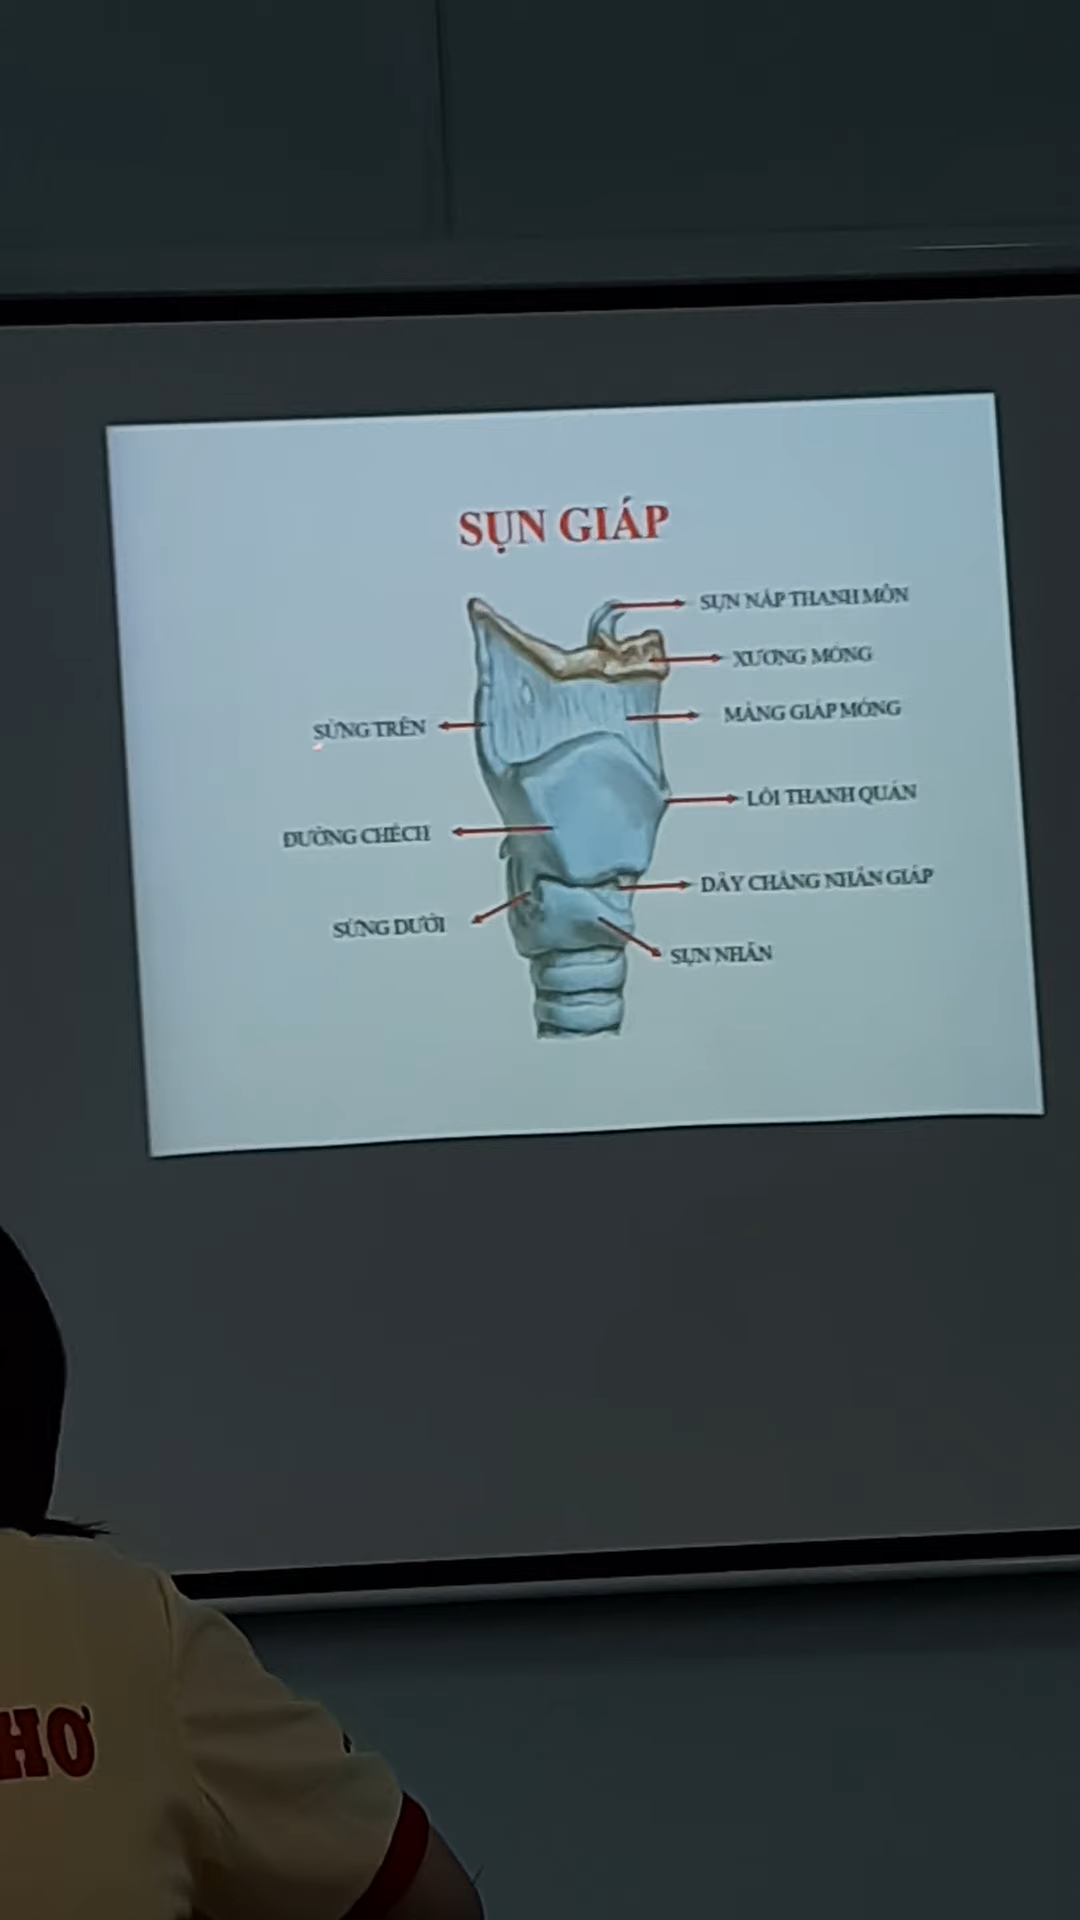 SỤN GIÁP
SỤN NẮP THANH MÔN
XƯƠNG MÓNG
MÀNG GIÁP MÓNG
SỪNG TRÊN
LỒI THANH QUẢN
ĐƯỜNG CHẾCH
DÂY CHẰNG NHẪN GIÁP
SỪNG DƯỚI
SỤN NHẪN
HƠ